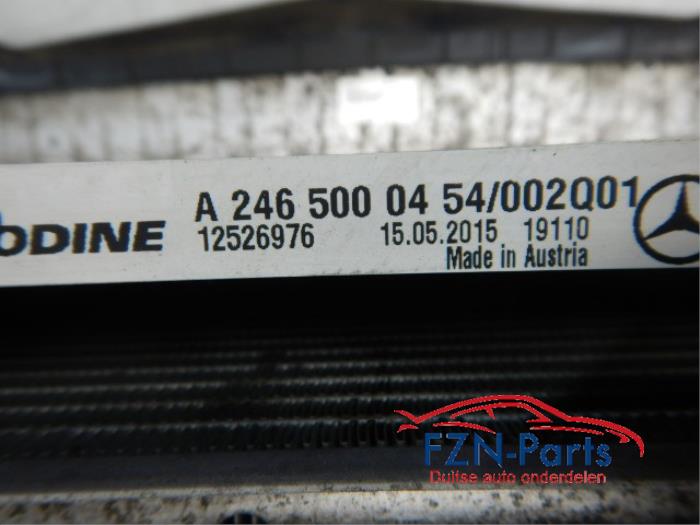 ODINE
A 246 500 04 54/002Q01
12526976 15.05.2015 19110
Made in Austria
FZN-Parts
Duitse auto onderdelen